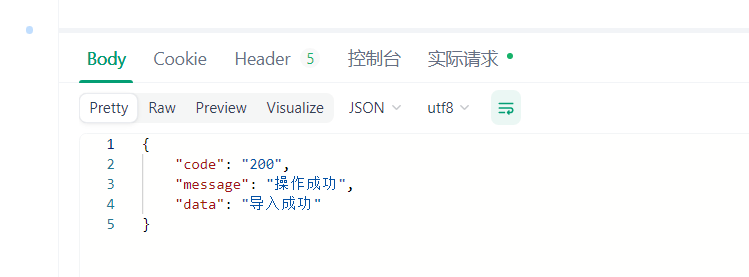 Body Cookie Header 5 控制台 实际请求
Pretty Raw Preview Visualize JSON utf8
1 {
2 "code": "200",
3 "message": "操作成功",
4 "data": "导入成功"
5 }